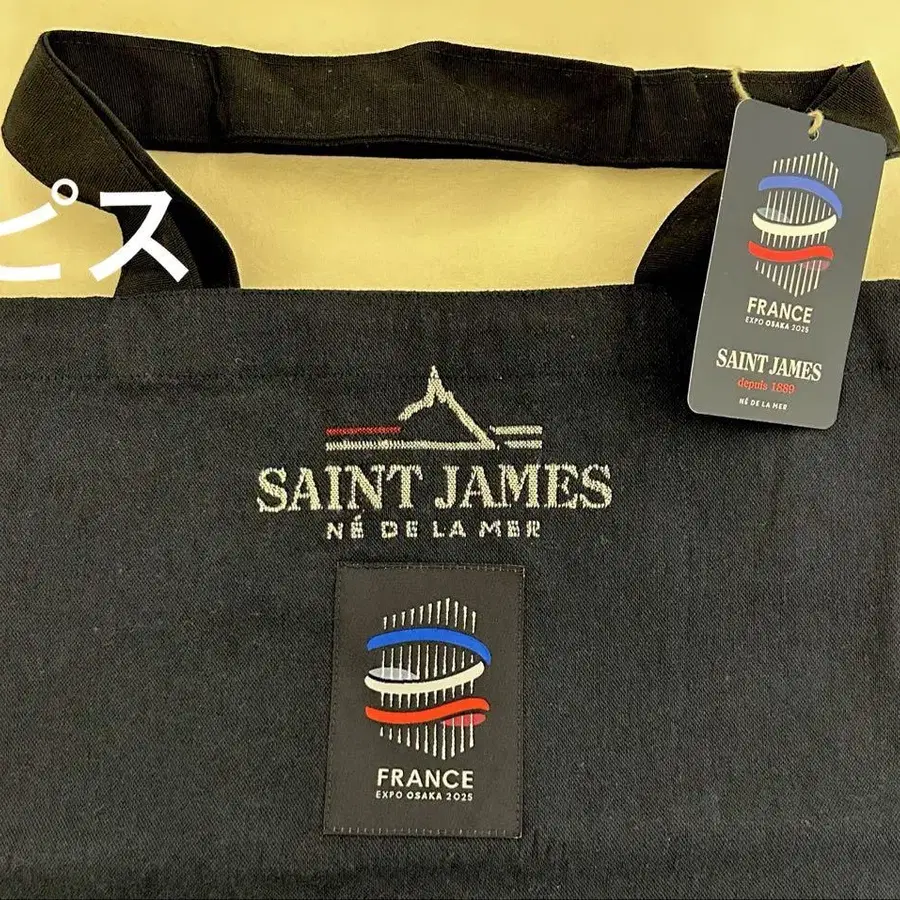 ピス
FRANCE
EXPO OSAKA 2025
SAINT JAMES
depuis 1889
NÉ DE LA MER
SAINT JAMES
NÉ DE LA MER
FRANCE
EXPO OSAKA 2025